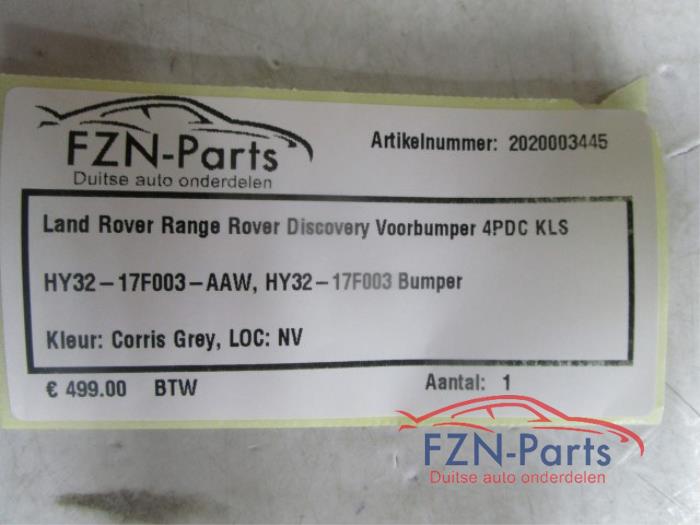 FZN-Parts
Duitse auto onderdelen
Artikelnummer: 2020003445
Land Rover Range Rover Discovery Voorbumper 4PDC KLS
HY32-17F003-AAW, HY32-17F003 Bumper
Kleur: Corris Grey, LOC: NV
€ 499.00 BTW
Aantal: 1
FZN-Parts
Duitse auto onderdelen